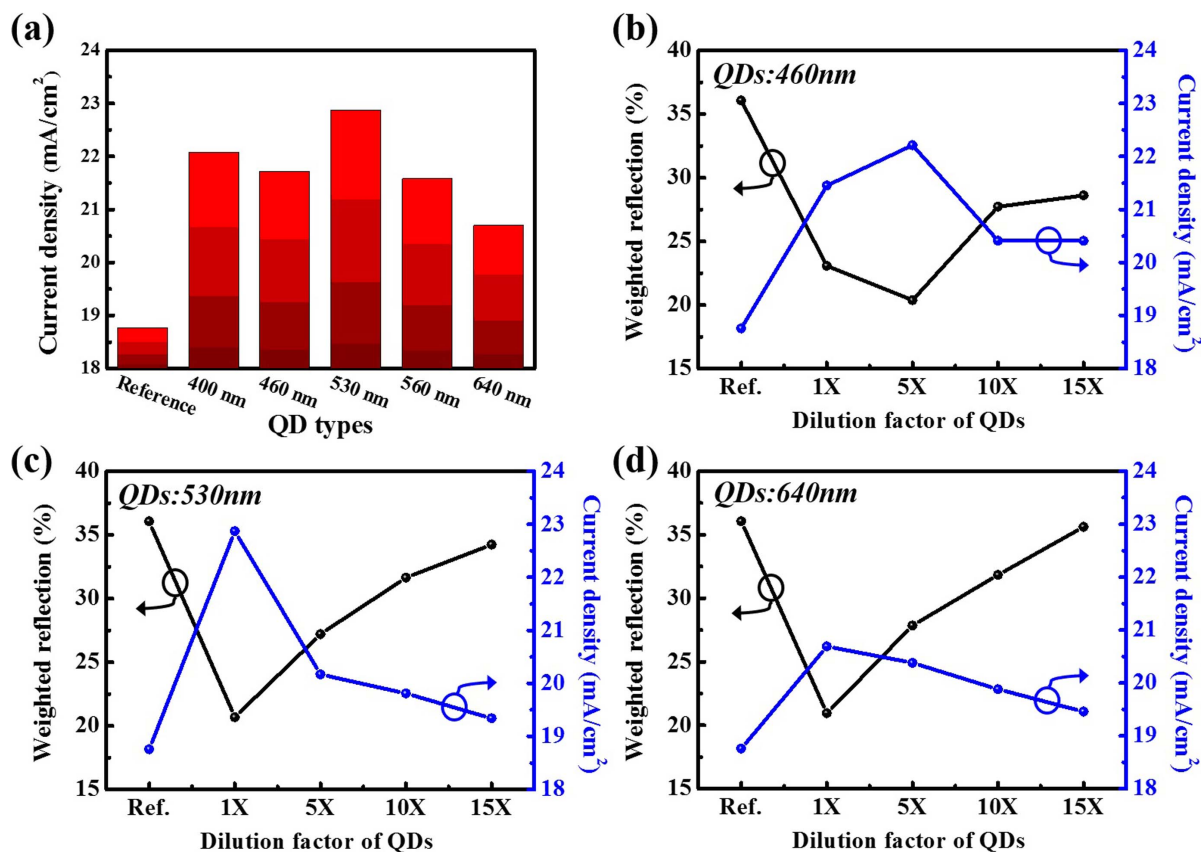 (a)
Current density (mA/cm²)
24
23
22
21
20
19
18
Reference 400 nm 460 nm 530 nm 560 nm 640 nm
QD types
(b)
QDs:460nm
Weighted reflection (%)
40
35
30
25
20
15
Current density (mA/cm²)
24
23
22
21
20
19
18
Ref. 1X 5X 10X 15X
Dilution factor of QDs
(c)
QDs:530nm
Weighted reflection (%)
40
35
30
25
20
15
Current density (mA/cm²)
24
23
22
21
20
19
18
Ref. 1X 5X 10X 15X
Dilution factor of QDs
(d)
QDs:640nm
Weighted reflection (%)
40
35
30
25
20
15
Current density (mA/cm²)
24
23
22
21
20
19
18
Ref. 1X 5X 10X 15X
Dilution factor of QDs